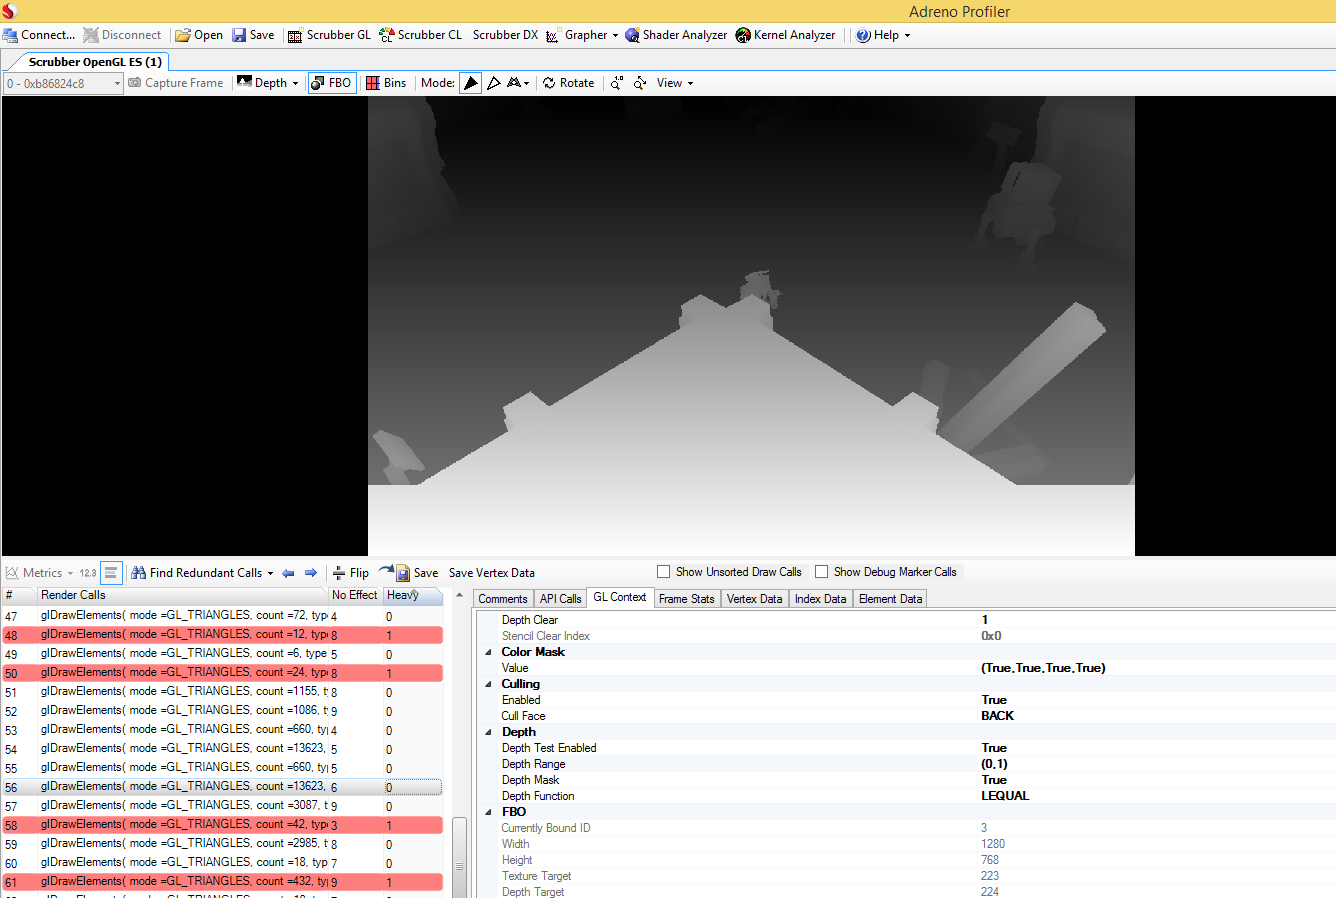 Adreno Profiler
Connect... Disconnect Open Save Scrubber GL Scrubber CL Scrubber DX Grapher Shader Analyzer Kernel Analyzer Help
Scrubber OpenGL ES (1)
0 - 0xb86824c8 Capture Frame Depth FBO Bins Mode: Rotate View
Metrics 12.3 Find Redundant Calls Flip Save Save Vertex Data Show Unsorted Draw Calls Show Debug Marker Calls
# Render Calls No Effect Heavy
Comments API Calls GL Context Frame Stats Vertex Data Index Data Element Data
47 glDrawElements( mode =GL_TRIANGLES, count =72, typ 4 0
48 glDrawElements( mode =GL_TRIANGLES, count =12, typ 8 1
49 glDrawElements( mode =GL_TRIANGLES, count =6, type 5 0
50 glDrawElements( mode =GL_TRIANGLES, count =24, typ 8 1
51 glDrawElements( mode =GL_TRIANGLES, count =1155, ty 8 0
52 glDrawElements( mode =GL_TRIANGLES, count =1086, ty 9 0
53 glDrawElements( mode =GL_TRIANGLES, count =660, typ 4 0
54 glDrawElements( mode =GL_TRIANGLES, count =13623, 5 0
55 glDrawElements( mode =GL_TRIANGLES, count =660, typ 5 0
56 glDrawElements( mode =GL_TRIANGLES, count =13623, 6 0
57 glDrawElements( mode =GL_TRIANGLES, count =3087, t 9 0
58 glDrawElements( mode =GL_TRIANGLES, count =42, typ 3 1
59 glDrawElements( mode =GL_TRIANGLES, count =2985, ty 8 0
60 glDrawElements( mode =GL_TRIANGLES, count =18, typ 7 0
61 glDrawElements( mode =GL_TRIANGLES, count =432, ty 9 1
Depth Clear 1
Stencil Clear Index 0x0
Color Mask
Value (True,True,True,True)
Culling
Enabled True
Cull Face BACK
Depth
Depth Test Enabled True
Depth Range (0,1)
Depth Mask True
Depth Function LEQUAL
FBO
Currently Bound ID 3
Width 1280
Height 768
Texture Target 223
Depth Target 224